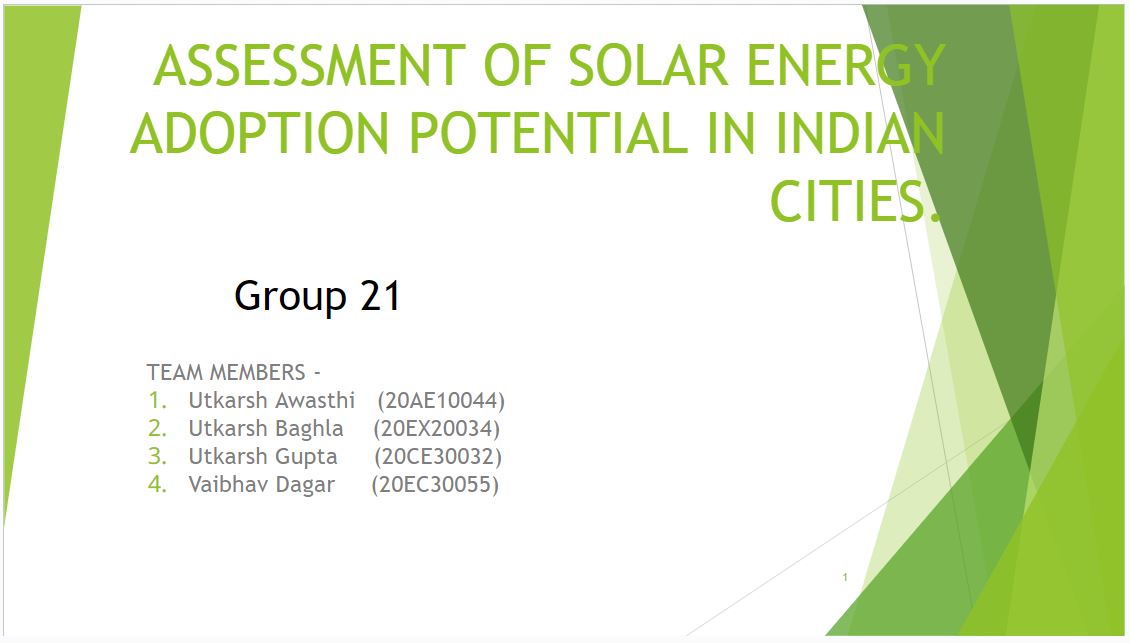 ASSESSMENT OF SOLAR ENERGY
ADOPTION POTENTIAL IN INDIAN
CITIES.
Group 21
TEAM MEMBERS -
1. Utkarsh Awasthi (20AE10044)
2. Utkarsh Baghla (20EX20034)
3. Utkarsh Gupta (20CE30032)
4. Vaibhav Dagar (20EC30055)
1